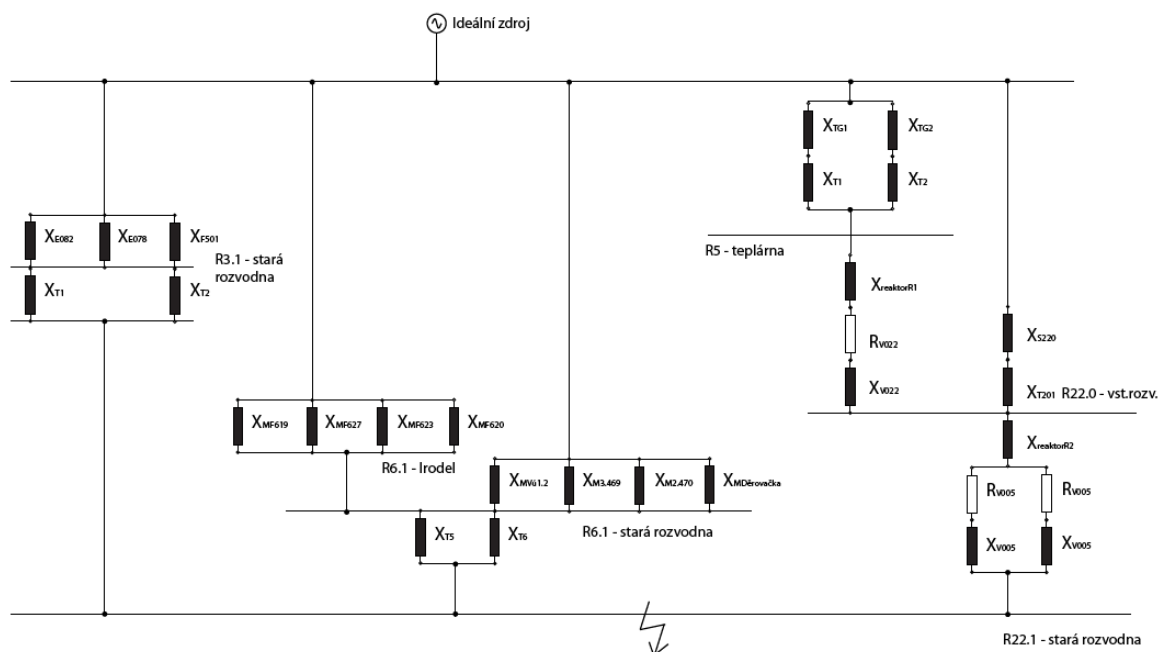 Ideální zdroj
XTG1 XTG2
XT1 XT2
XE082 XE078 XF501
R3.1 - stará
rozvodna
R5 - teplárna
XT1 XT2
XreaktorR1
RV022
XS220
XV022
XT201 R22.0 - vst.rozv.
XMF619 XMF627 XMF623 XMF620
XreaktorR2
R6.1 - Irodel
XMVú1.2 XM3.469 XM2.470 XMDěrovačka
RV005 RV005
XT5 XT6
R6.1 - stará rozvodna
XV005 XV005
R22.1 - stará rozvodna